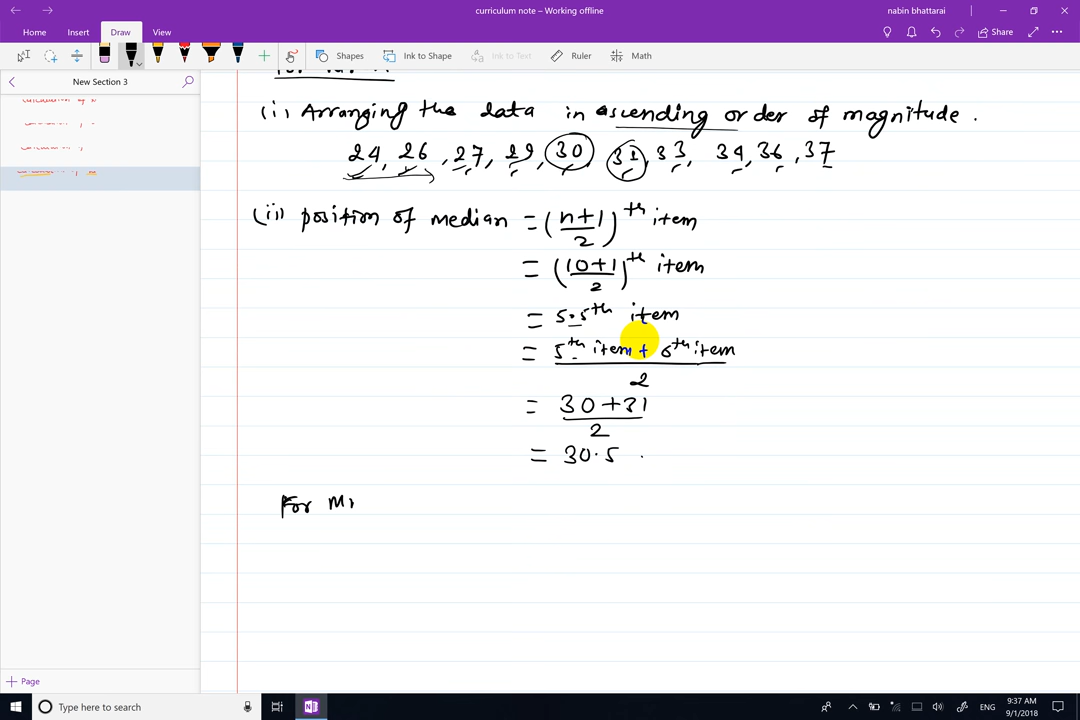 curriculum note – Working offline
nabin bhattarai
Home Insert Draw View
Share
Shapes Ink to Shape Ink to Text Ruler Math
New Section 3
(i) Arranging the data in ascending order of magnitude.
24, 26, 27, 29, 30, 31, 33, 34, 36, 37
(ii) position of median = (n+1/2)th item
= (10+1/2)th item
= 5.5th item
= 5th item + 6th item / 2
= 30+31/2
= 30.5
For M
Page
Type here to search
ENG
9:37 AM
9/1/2018